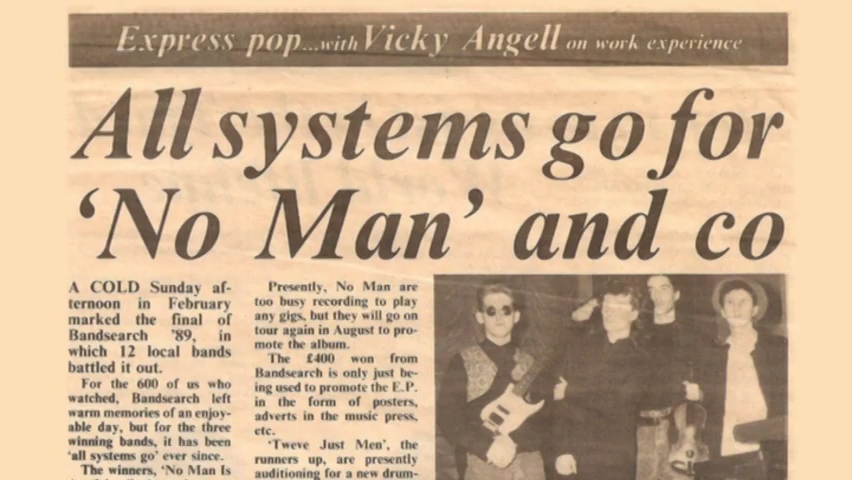 Express pop...with Vicky Angell on work experience
All systems go for
'No Man' and co
A COLD Sunday af-
ternoon in February
marked the final of
Bandsearch '89, in
which 12 local bands
battled it out.
For the 600 of us who
watched, Bandsearch left
warm memories of an enjoy-
able day, but for the three
winning bands, it has been
'all systems go' ever since.
The winners, 'No Man Is
Presently, No Man are
too busy recording to play
any gigs, but they will go on
tour again in August to pro-
mote the album.
The £400 won from
Bandsearch is only just be-
ing used to promote the E.P.
in the form of posters,
adverts in the music press,
etc.
'Tweve Just Men', the
runners up, are presently
auditioning for a new drum-